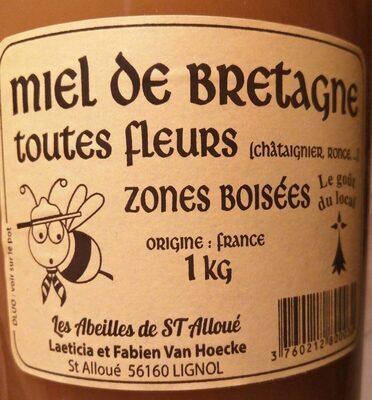 miel de Bretagne
toutes fleurs (châtaignier, ronce, ...)
zones boisées
Le goût
du local
origine : france
1 kg
DLUO : voir sur le pot
Les Abeilles de ST Alloué
Laeticia et Fabien Van Hoecke
St Alloué 56160 LIGNOL